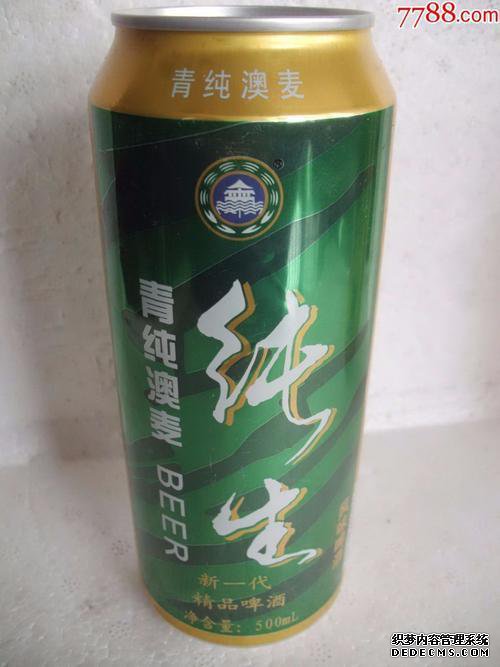 7788.com
青纯澳麦
®
青纯澳麦 BEER
纯生
新一代
精品啤酒
净含量: 500mL
织梦内容管理系统
DEDECMS.COM